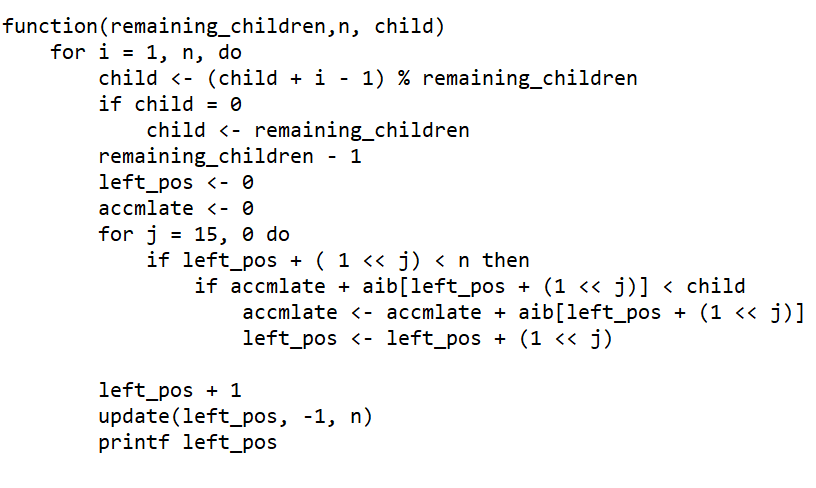 function(remaining_children,n, child)
for i = 1, n, do
child <- (child + i - 1) % remaining_children
if child = 0
child <- remaining_children
remaining_children - 1
left_pos <- 0
accmlate <- 0
for j = 15, 0 do
if left_pos + ( 1 << j) < n then
if accmlate + aib[left_pos + (1 << j)] < child
accmlate <- accmlate + aib[left_pos + (1 << j)]
left_pos <- left_pos + (1 << j)
left_pos + 1
update(left_pos, -1, n)
printf left_pos